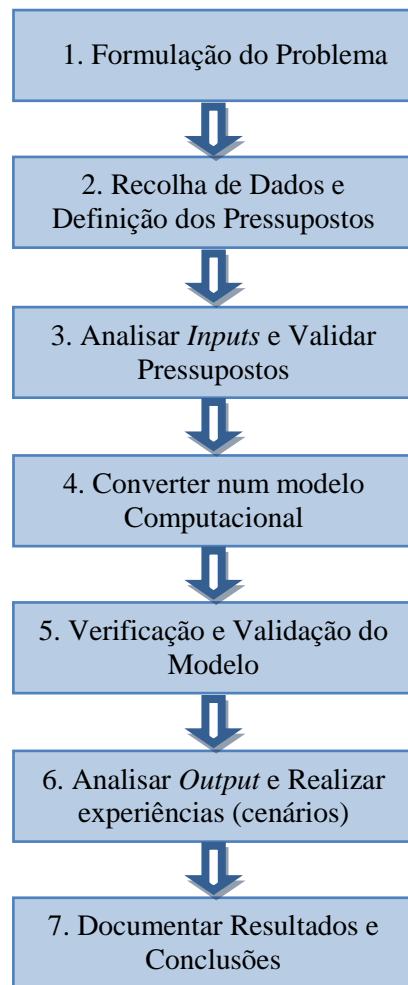 1. Formulação do Problema
2. Recolha de Dados e
Definição dos Pressupostos
3. Analisar Inputs e Validar
Pressupostos
4. Converter num modelo
Computacional
5. Verificação e Validação do
Modelo
6. Analisar Output e Realizar
experiências (cenários)
7. Documentar Resultados e
Conclusões